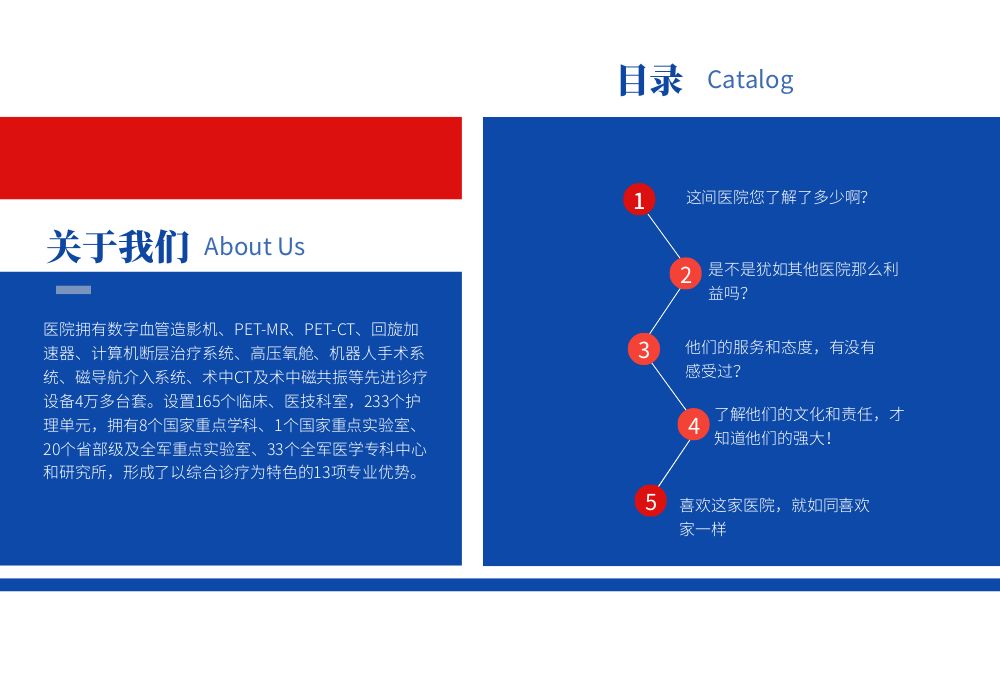 目录 Catalog
关于我们 About Us
医院拥有数字血管造影机、PET-MR、PET-CT、回旋加
速器、计算机断层治疗系统、高压氧舱、机器人手术系
统、磁导航介入系统、术中CT及术中磁共振等先进诊疗
设备4万多台套。设置165个临床、医技科室，233个护
理单元，拥有8个国家重点学科、1个国家重点实验室、
20个省部级及全军重点实验室、33个全军医学专科中心
和研究所，形成了以综合诊疗为特色的13项专业优势。
1 这间医院您了解了多少啊?
2 是不是犹如其他医院那么利
益吗?
3 他们的服务和态度，有没有
感受过?
4 了解他们的文化和责任，才
知道他们的强大!
5 喜欢这家医院，就如同喜欢
家一样